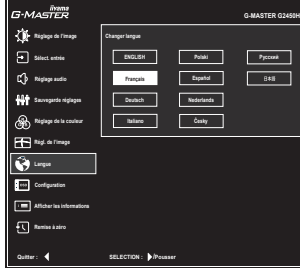 iiyama
G-MASTER
G-MASTER G2450H
Réglage de l'image
Changer langue
Sélect. entrée
ENGLISH
Polski
Русский
Réglage audio
Français
Español
日本語
Sauvegarde réglages
Deutsch
Nederlands
Réglage de la couleur
Italiano
Česky
Régl. de l'image
Langue
Configuration
Afficher les informations
Remise à zéro
Quitter :
SELECTION : /Pousser